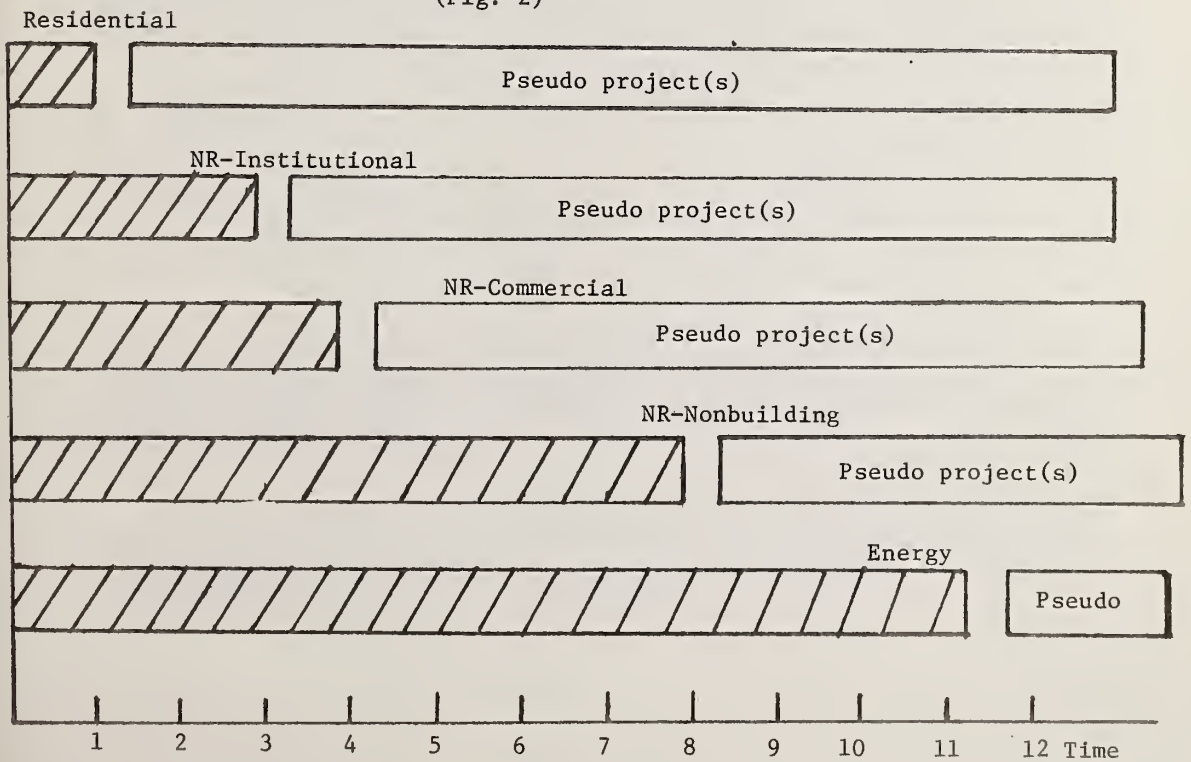 (Fig. 2)
Residential
Pseudo project(s)
NR-Institutional
Pseudo project(s)
NR-Commercial
Pseudo project(s)
NR-Nonbuilding
Pseudo project(s)
Energy
Pseudo
1 2 3 4 5 6 7 8 9 10 11 12 Time